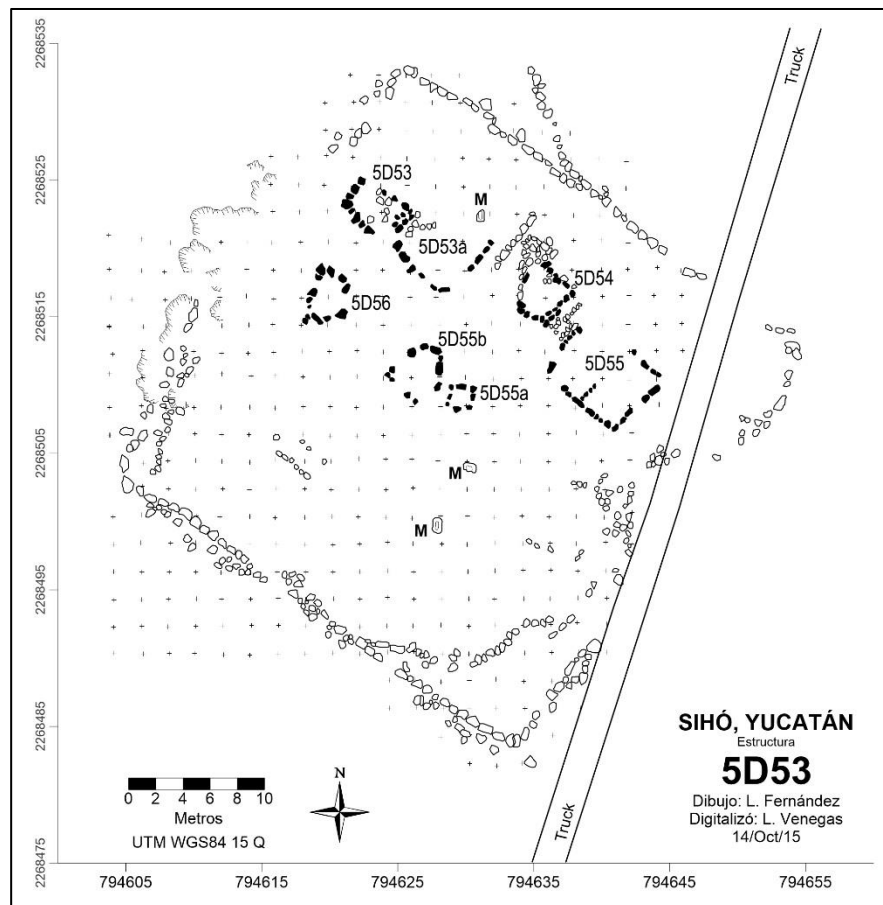 2268535
2268525
2268515
2268505
2268495
2268485
2268475
Truck
5D53
M
5D53a
5D54
5D56
5D55b
5D55
5D55a
M
M
SIHÓ, YUCATÁN
Estructura
5D53
Dibujo: L. Fernández
Digitalizó: L. Venegas
14/Oct/15
N
0 2 4 6 8 10
Metros
UTM WGS84 15 Q
Truck
794605 794615 794625 794635 794645 794655